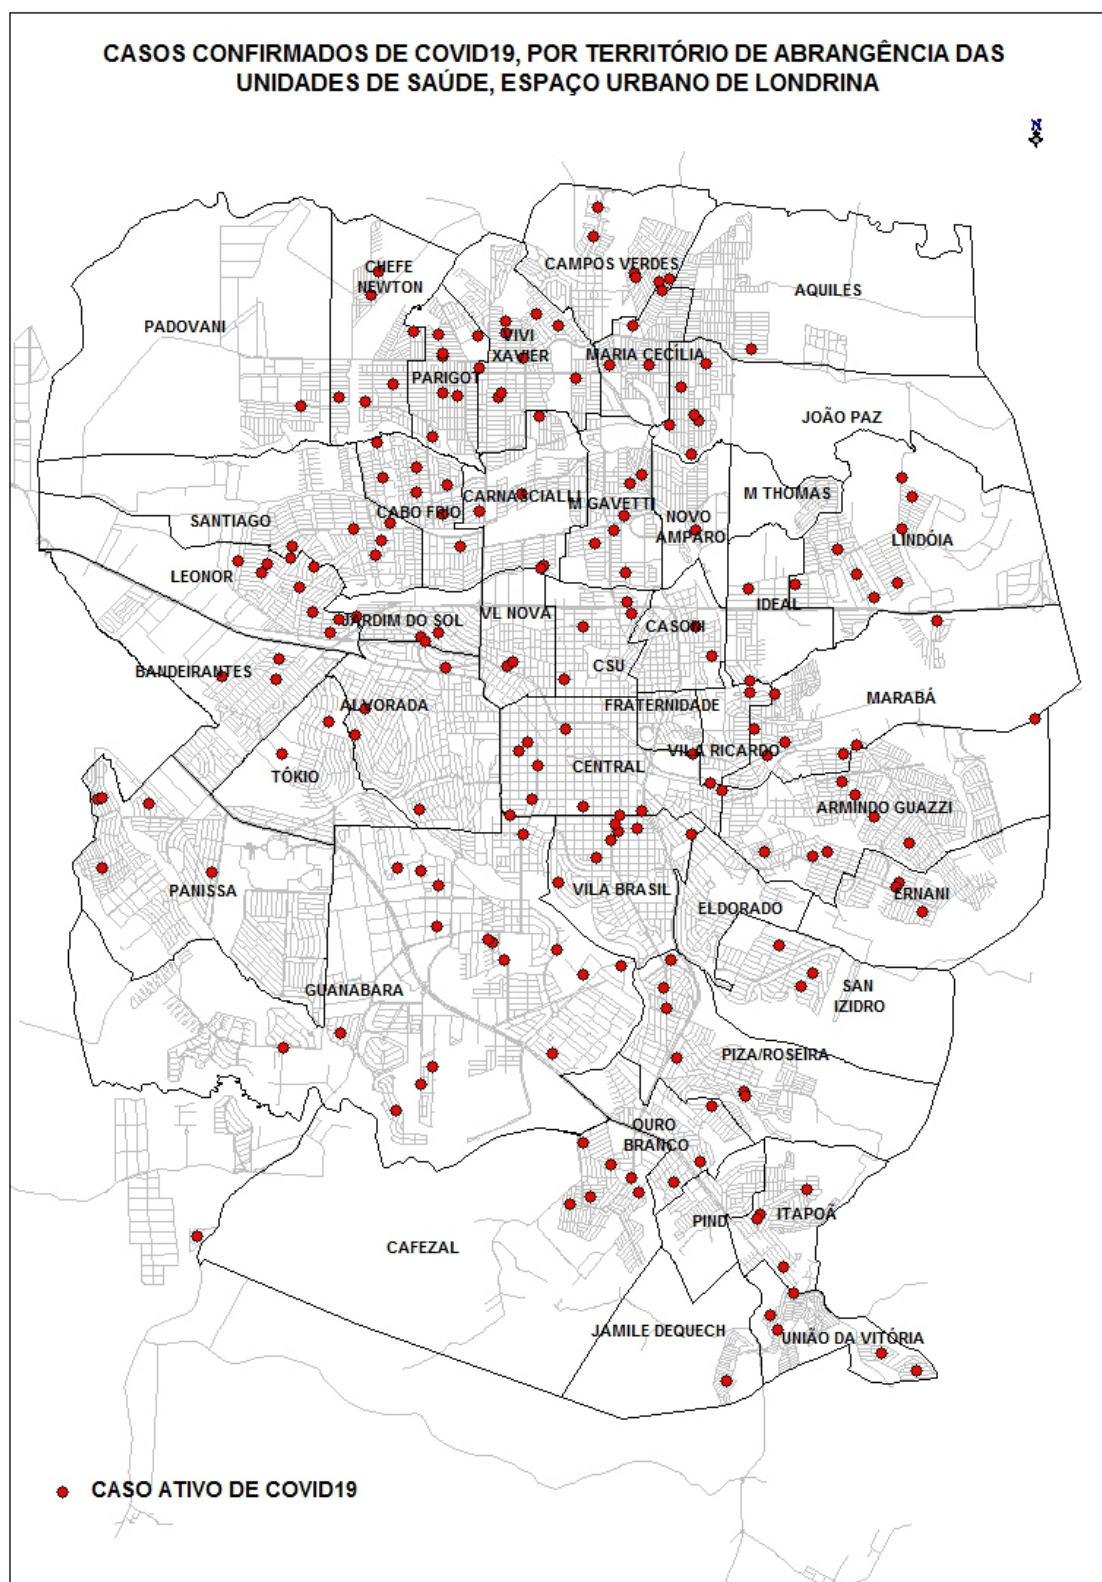 CASOS CONFIRMADOS DE COVID19, POR TERRITÓRIO DE ABRANGÊNCIA DAS
UNIDADES DE SAÚDE, ESPAÇO URBANO DE LONDRINA
N
CAMPOS VERDES
CHEFE
NEWTON
AQUILES
PADOVANI
VIVI
XAVIER
MARIA CECÍLIA
PARIGOT
JOÃO PAZ
M THOMAS
CARNASCIALLI
M GAVETTI
CABO FRIO
SANTIAGO
NOVO
AMPARO
LINDÓIA
LEONOR
IDEAL
VL NOVA
JARDIM DO SOL
CASONI
CSU
BANDEIRANTES
MARABÁ
ALVORADA
FRATERNIDADE
VILA RICARDO
CENTRAL
TÓKIO
ARMINDO GUAZZI
PANISSA
VILA BRASIL
ERNANI
ELDORADO
GUANABARA
SAN
IZIDRO
PIZA/ROSEIRA
OURO
BRANCO
PIND
ITAPOÃ
CAFEZAL
JAMILE DEQUECH
UNIÃO DA VITÓRIA
CASO ATIVO DE COVID19